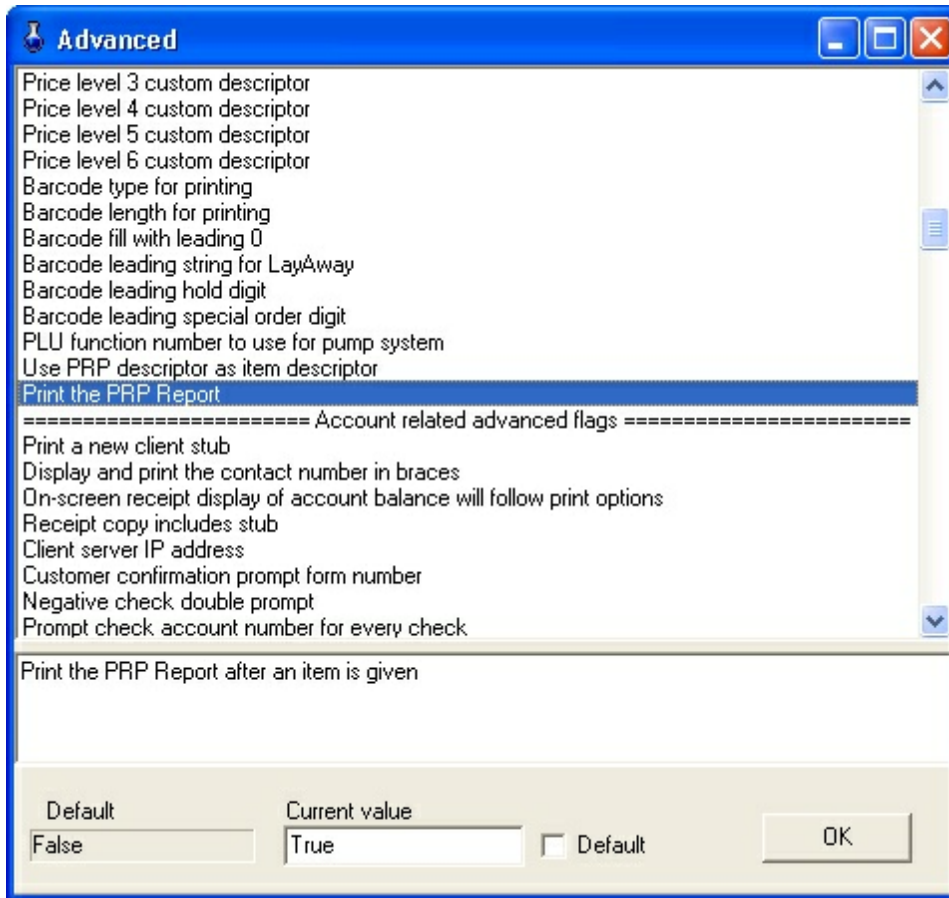 Advanced
Price level 3 custom descriptor
Price level 4 custom descriptor
Price level 5 custom descriptor
Price level 6 custom descriptor
Barcode type for printing
Barcode length for printing
Barcode fill with leading 0
Barcode leading string for LayAway
Barcode leading hold digit
Barcode leading special order digit
PLU function number to use for pump system
Use PRP descriptor as item descriptor
Print the PRP Report
======================== Account related advanced flags ========================
Print a new client stub
Display and print the contact number in braces
On-screen receipt display of account balance will follow print options
Receipt copy includes stub
Client server IP address
Customer confirmation prompt form number
Negative check double prompt
Prompt check account number for every check
Print the PRP Report after an item is given
Default Current value
False True Default OK